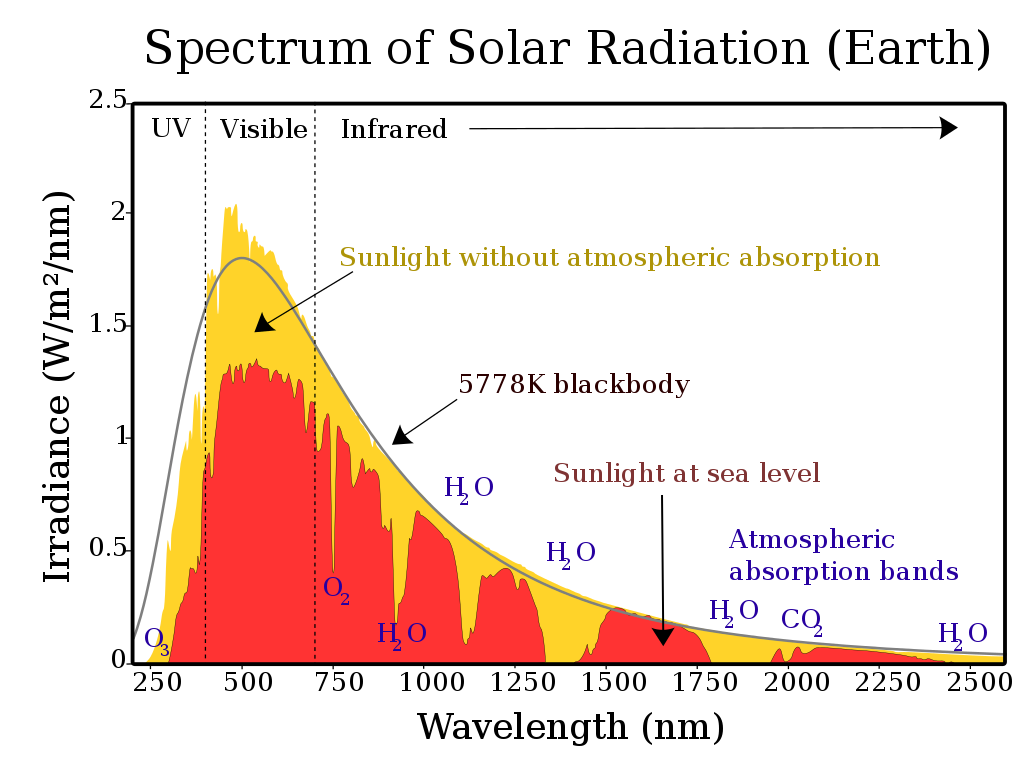 Spectrum of Solar Radiation (Earth)
2.5
UV Visible Infrared
2
Sunlight without atmospheric absorption
1.5
5778K blackbody
1
Sunlight at sea level
H2O
Atmospheric
absorption bands
0.5
H2O
O2
H2O
CO2
O3
H2O
H2O
0
250 500 750 1000 1250 1500 1750 2000 2250 2500
Wavelength (nm)
Irradiance (W/m²/nm)